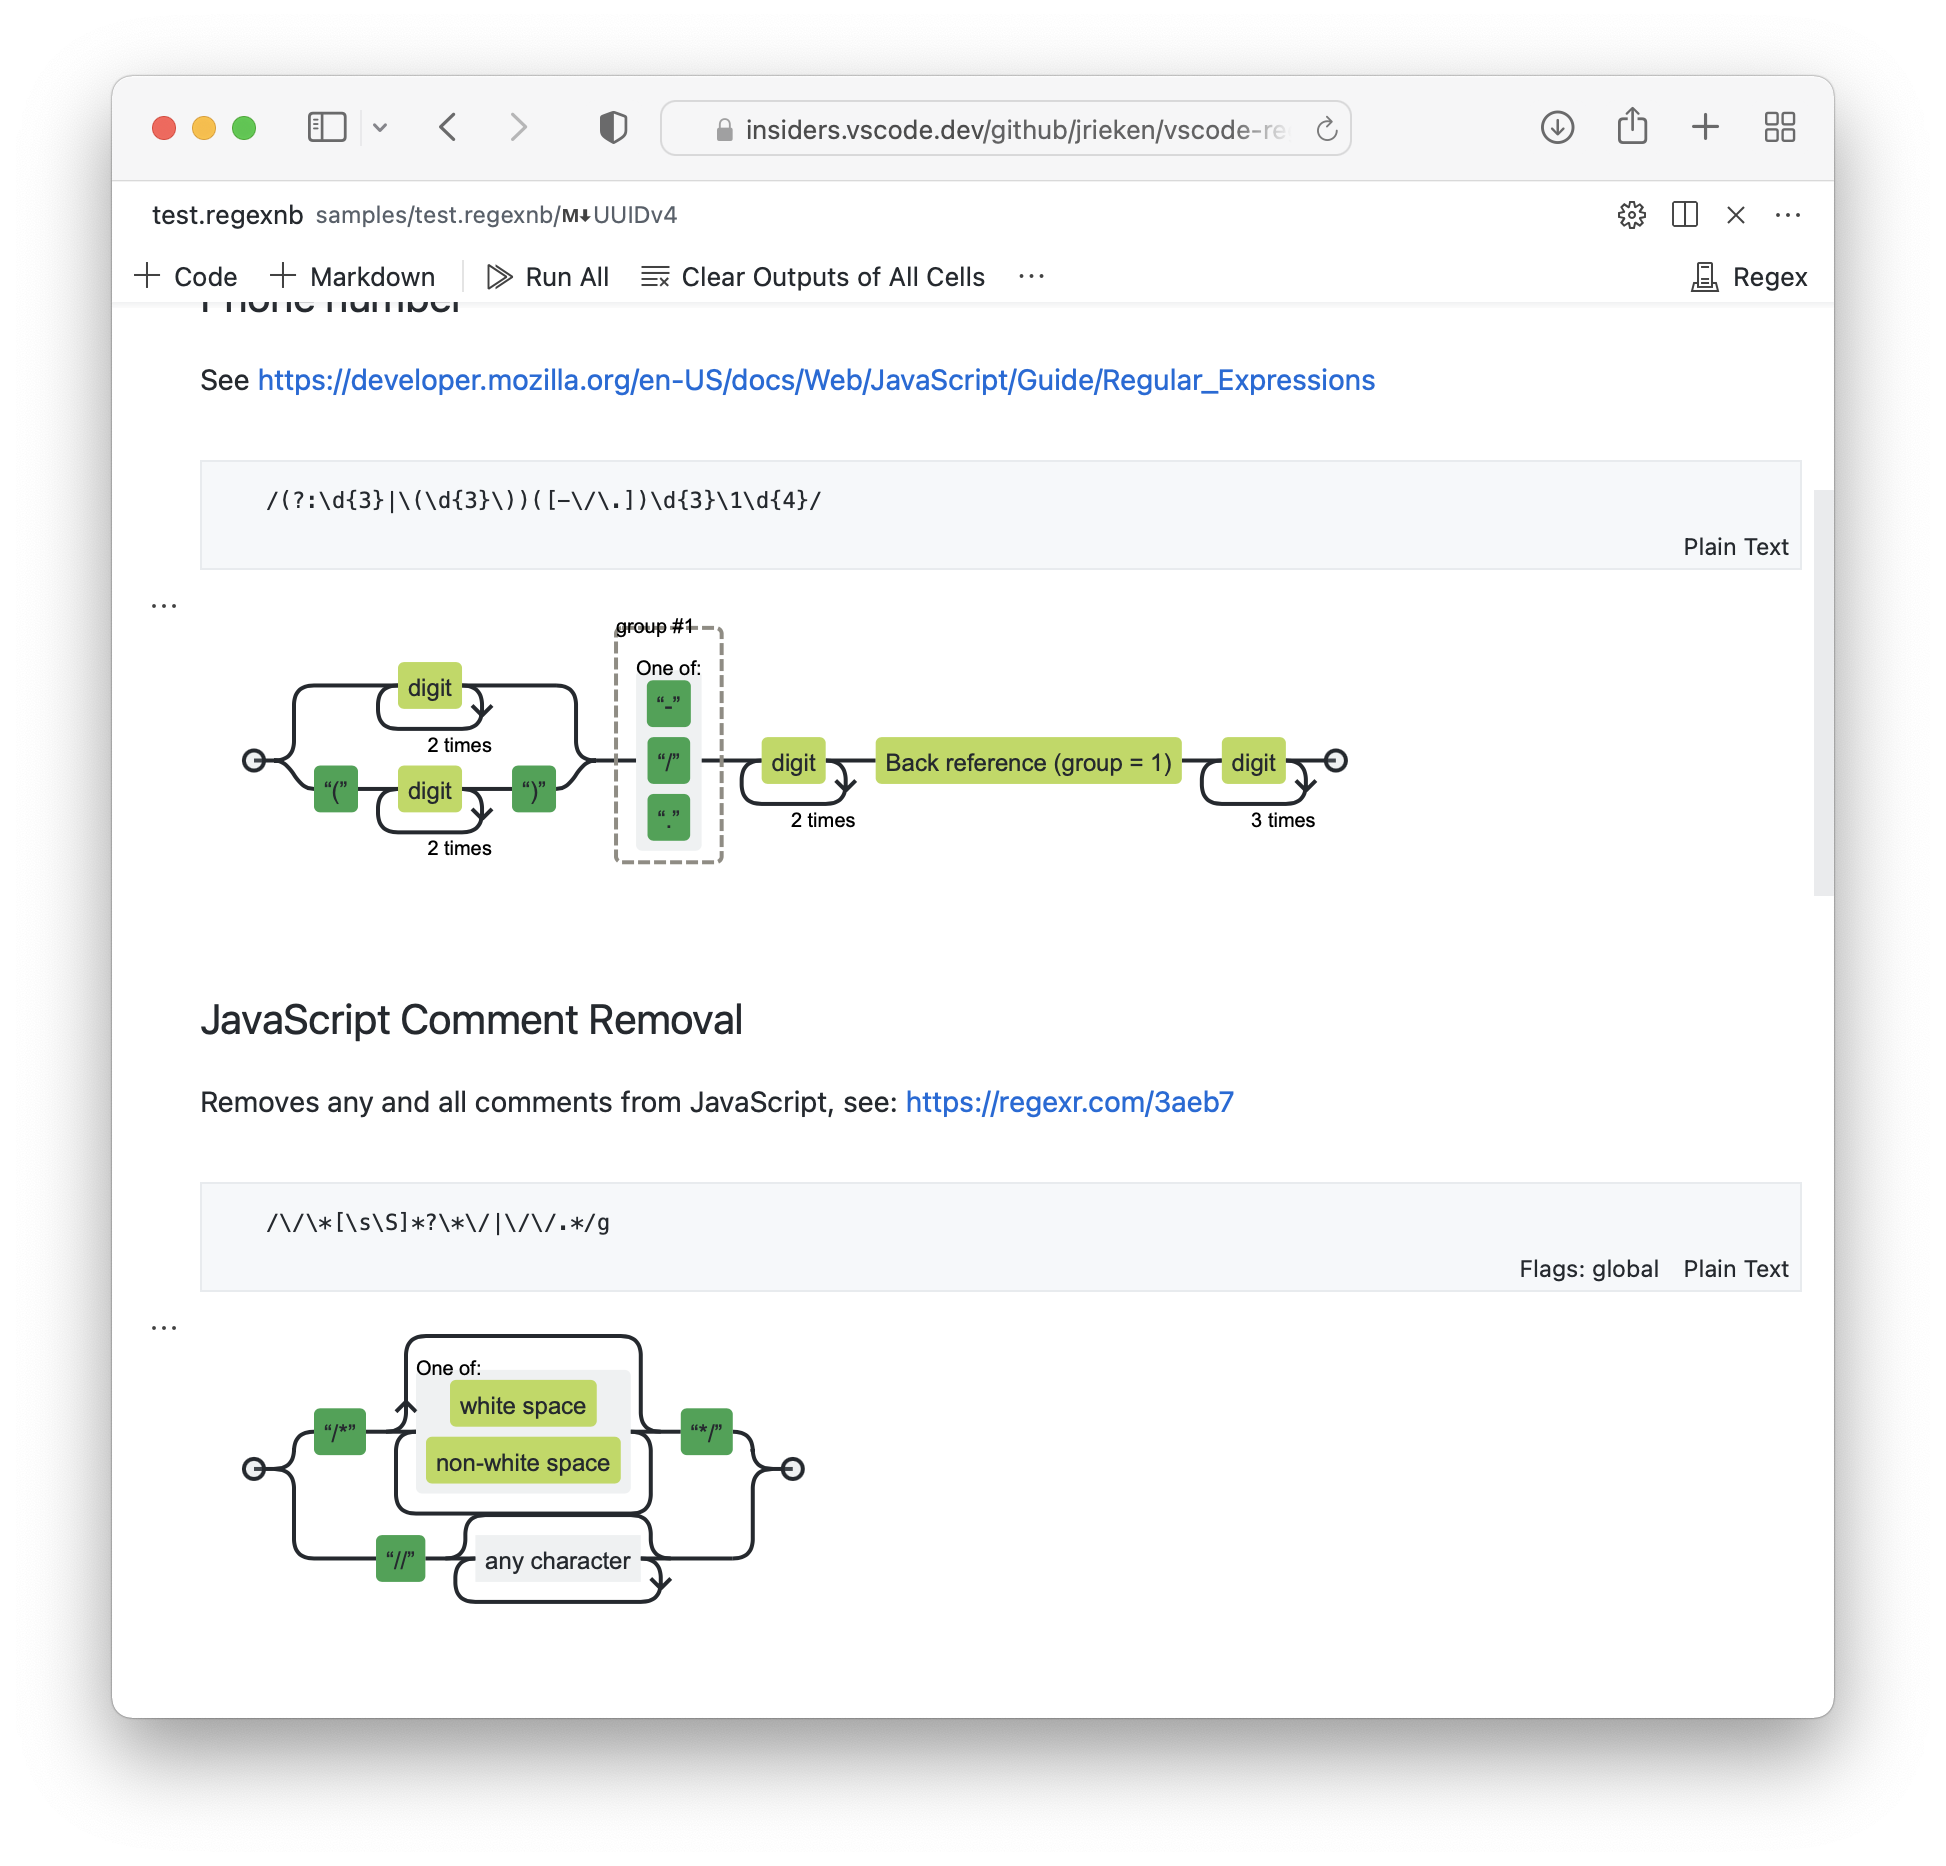 insiders.vscode.dev/github/jrieken/vscode-re
test.regexnb samples/test.regexnb/M↓UUIDv4
Code Markdown Run All Clear Outputs of All Cells ... Regex
Phone number
See https://developer.mozilla.org/en-US/docs/Web/JavaScript/Guide/Regular_Expressions
/(?:\d{3}|\(\d{3}\))([-\/\.])\d{3}\1\d{4}/
Plain Text
...
group #1
One of:
digit
2 times
“(” digit “)”
2 times
“-”
“/”
“.”
digit
2 times
Back reference (group = 1)
digit
3 times
JavaScript Comment Removal
Removes any and all comments from JavaScript, see: https://regexr.com/3aeb7
/\/\*[\s\S]*?\*\/|\/\/.*/g
Flags: global Plain Text
...
One of:
white space
“/*”
“*/”
non-white space
“//” any character